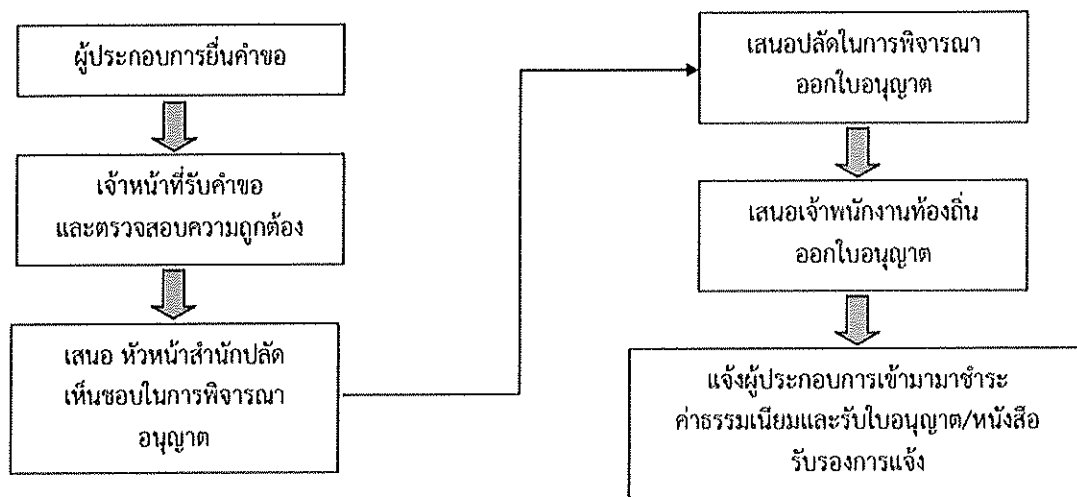 ผู้ประกอบการยื่นคำขอ
เจ้าหน้าที่รับคำขอ
และตรวจสอบความถูกต้อง
เสนอ หัวหน้าสำนักปลัด
เห็นชอบในการพิจารณา
อนุญาต
เสนอปลัดในการพิจารณา
ออกใบอนุญาต
เสนอเจ้าพนักงานท้องถิ่น
ออกใบอนุญาต
แจ้งผู้ประกอบการเข้ามามาชำระ
ค่าธรรมเนียมและรับใบอนุญาต/หนังสือ
รับรองการแจ้ง